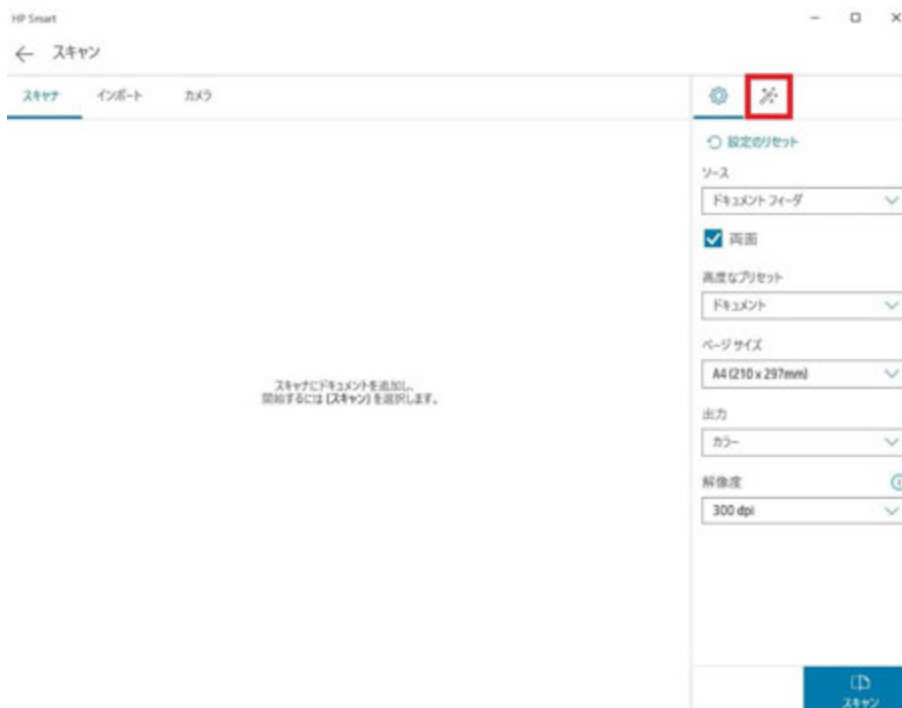 HP Smart
スキャン
スキャナ インポート カメラ
設定のリセット
ソース
ドキュメント フィーダ
両面
高度なプリセット
ドキュメント
ページ サイズ
A4 (210 x 297mm)
スキャナにドキュメントを追加し、
開始するには [スキャン] を選択します。
出力
カラー
解像度
300 dpi
スキャン